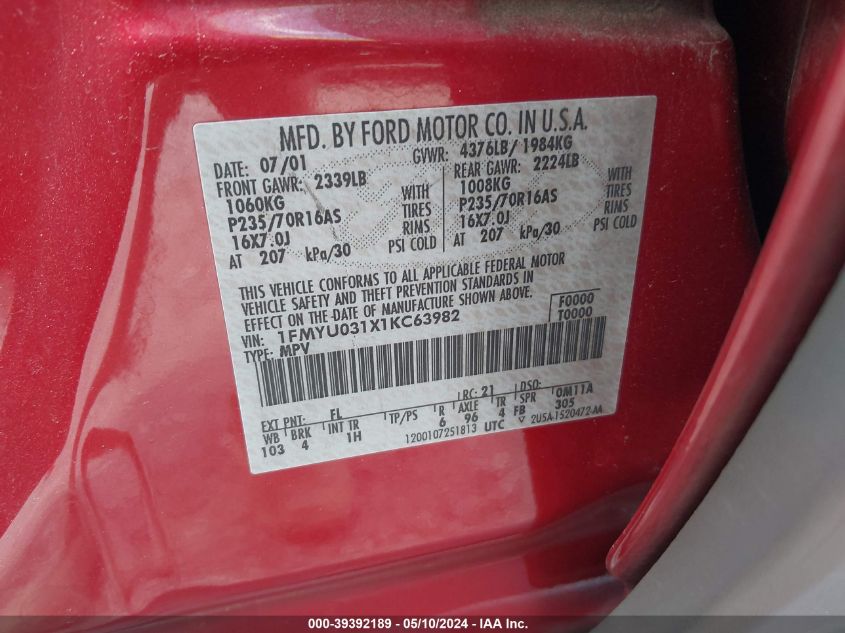 MFD. BY FORD MOTOR CO. IN U.S.A.
DATE: 07/01 GVWR: 4376LB/ 1984KG
FRONT GAWR: 2339LB REAR GAWR: 2224LB
1060KG WITH 1008KG WITH
P235/70R16AS TIRES P235/70R16AS TIRES
16X7.0J RIMS 16X7.0J RIMS
AT 207 kPa/30 PSI COLD AT 207 kPa/30 PSI COLD
THIS VEHICLE CONFORMS TO ALL APPLICABLE FEDERAL MOTOR
VEHICLE SAFETY AND THEFT PREVENTION STANDARDS IN
EFFECT ON THE DATE OF MANUFACTURE SHOWN ABOVE.
VIN: 1FMYU031X1KC63982 F0000
TYPE: MPV T0000
EXT PNT: FL RC: 21 DSO:
WB BRK INT TR TP/PS R AXLE TR SPR 0M11A
103 4 1H 6 96 4 FB 305
1200107251813 UTC ▽ 2U5A-1520472-AA
000-39392189 - 05/10/2024 - IAA Inc.